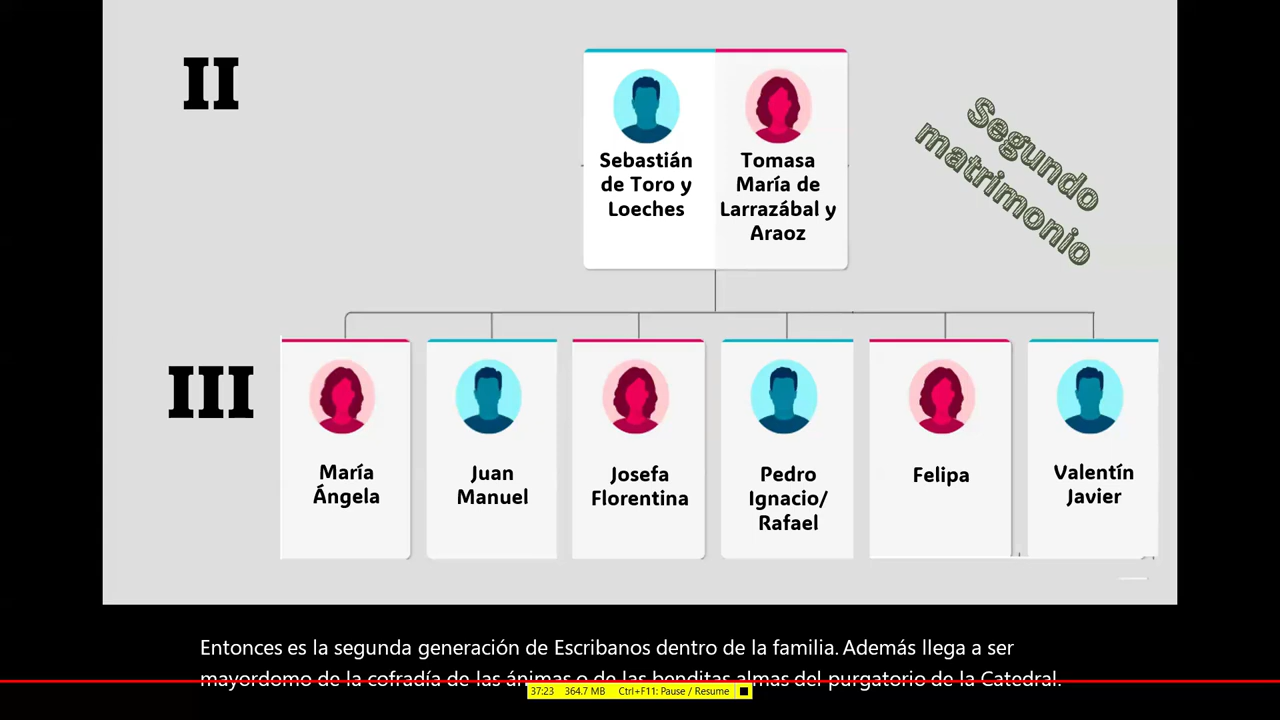 II
Sebastián
de Toro y
Loeches
Tomasa
María de
Larrazábal y
Araoz
Segundo
matrimonio
III
María
Ángela
Juan
Manuel
Josefa
Florentina
Pedro
Ignacio/
Rafael
Felipa
Valentín
Javier
Entonces es la segunda generación de Escribanos dentro de la familia. Además llega a ser
mayordomo de la cofradía de las ánimas o de las benditas almas del purgatorio de la Catedral.
37:23 364.7 MB Ctrl+F11: Pause / Resume